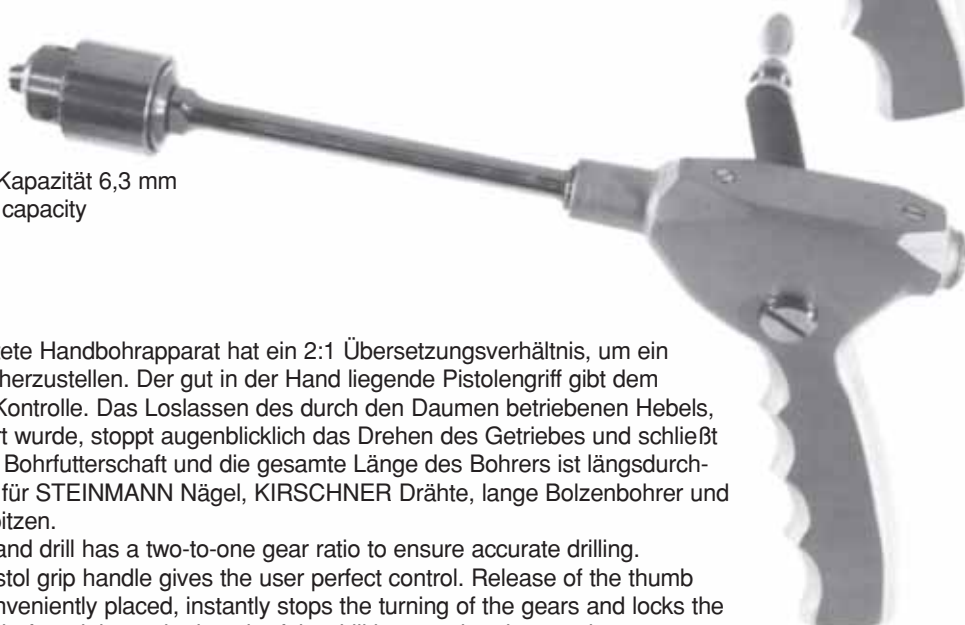 Kapazität 6,3 mm
capacity
tete Handbohrapparat hat ein 2:1 Übersetzungsverhältnis, um ein
herzustellen. Der gut in der Hand liegende Pistolengriff gibt dem
Kontrolle. Das Loslassen des durch den Daumen betriebenen Hebels,
rt wurde, stoppt augenblicklich das Drehen des Getriebes und schließt
Bohrfutterschaft und die gesamte Länge des Bohrers ist längsdurch-
für STEINMANN Nägel, KIRSCHNER Drähte, lange Bolzenbohrer und
pitzen.
and drill has a two-to-one gear ratio to ensure accurate drilling.
stol grip handle gives the user perfect control. Release of the thumb
nveniently placed, instantly stops the turning of the gears and locks the